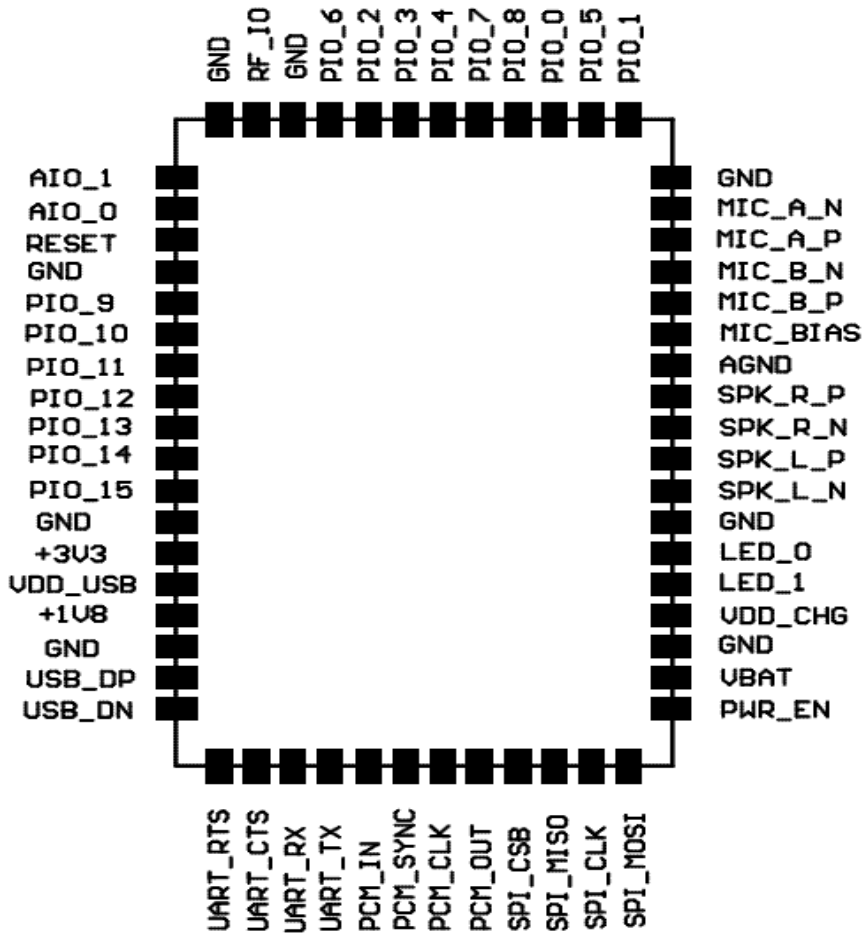 GND
RF_IO
GND
PIO_6
PIO_2
PIO_3
PIO_4
PIO_7
PIO_8
PIO_0
PIO_5
PIO_1
AIO_1
AIO_0
RESET
GND
PIO_9
PIO_10
PIO_11
PIO_12
PIO_13
PIO_14
PIO_15
GND
+3V3
VDD_USB
+1V8
GND
USB_DP
USB_DN
GND
MIC_A_N
MIC_A_P
MIC_B_N
MIC_B_P
MIC_BIAS
AGND
SPK_R_P
SPK_R_N
SPK_L_P
SPK_L_N
GND
LED_0
LED_1
VDD_CHG
GND
VBAT
PWR_EN
UART_RTS
UART_CTS
UART_RX
UART_TX
PCM_IN
PCM_SYNC
PCM_CLK
PCM_OUT
SPI_CSB
SPI_MISO
SPI_CLK
SPI_MOSI